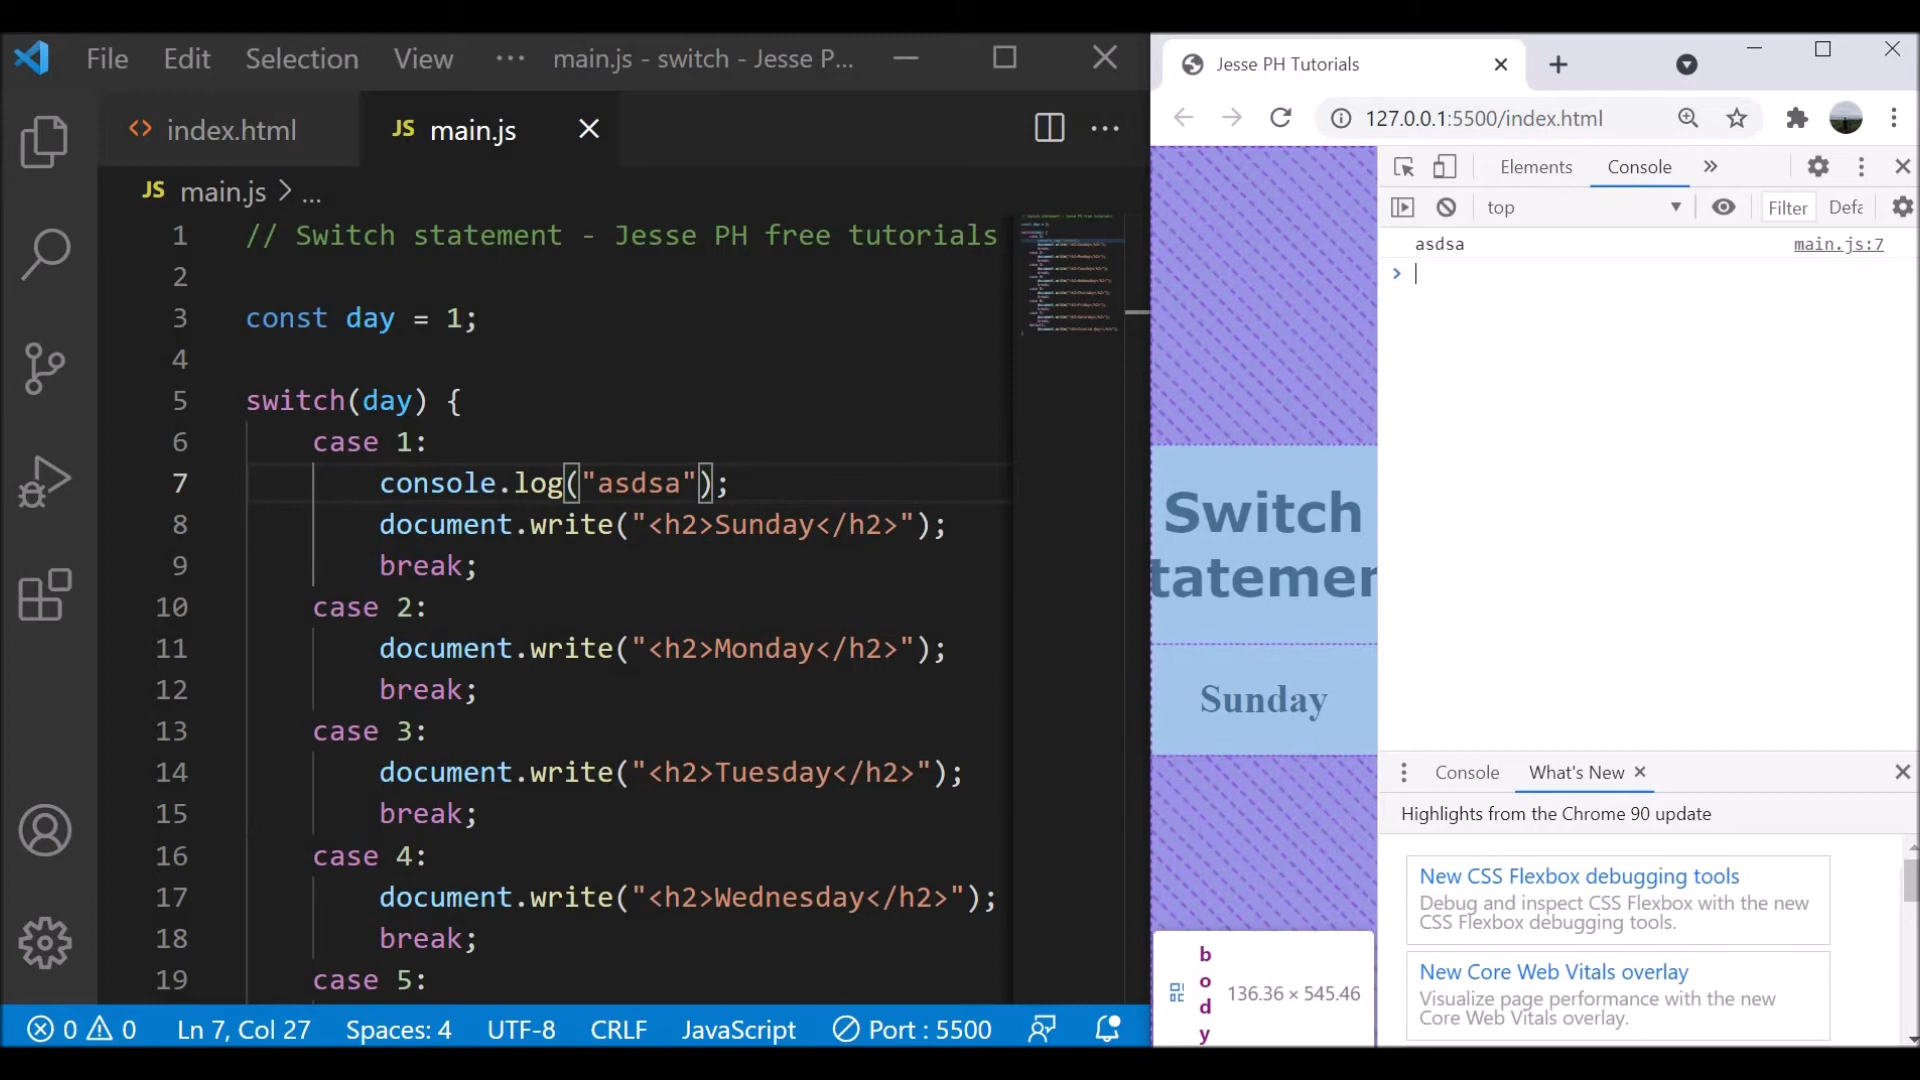 File Edit Selection View ··· main.js - switch - Jesse P...
index.html
JS main.js
JS main.js > ...
1 // Switch statement - Jesse PH free tutorials
2
3 const day = 1;
4
5 switch(day) {
6 case 1:
7 console.log("asdsa");
8 document.write("<h2>Sunday</h2>");
9 break;
10 case 2:
11 document.write("<h2>Monday</h2>");
12 break;
13 case 3:
14 document.write("<h2>Tuesday</h2>");
15 break;
16 case 4:
17 document.write("<h2>Wednesday</h2>");
18 break;
19 case 5:
0 0 Ln 7, Col 27 Spaces: 4 UTF-8 CRLF JavaScript Port : 5500
Jesse PH Tutorials
127.0.0.1:5500/index.html
Switch
tatemen
Sunday
body 136.36 × 545.46
Elements Console »
top Filter Defa
asdsa main.js:7
>
Console What's New
Highlights from the Chrome 90 update
New CSS Flexbox debugging tools
Debug and inspect CSS Flexbox with the new
CSS Flexbox debugging tools.
New Core Web Vitals overlay
Visualize page performance with the new
Core Web Vitals overlay.